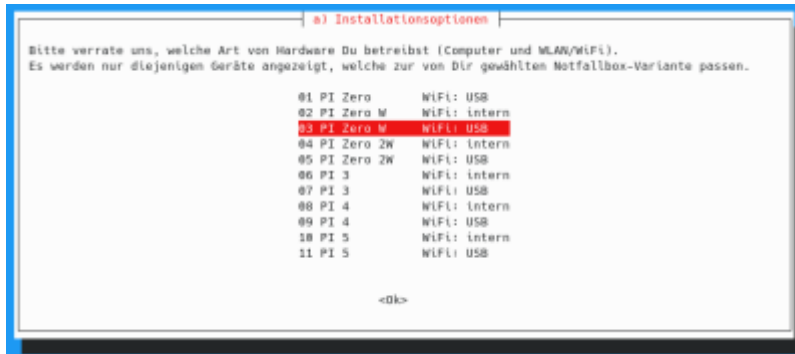 a) Installationsoptionen
Bitte verrate uns, welche Art von Hardware Du betreibst (Computer und WLAN/WiFi).
Es werden nur diejenigen Geräte angezeigt, welche zur von Dir gewählten Notfallbox-Variante passen.
01 PI Zero WiFi: USB
02 PI Zero W WiFi: intern
03 PI Zero W WiFi: USB
04 PI Zero 2W WiFi: intern
05 PI Zero 2W WiFi: USB
06 PI 3 WiFi: intern
07 PI 3 WiFi: USB
08 PI 4 WiFi: intern
09 PI 4 WiFi: USB
10 PI 5 WiFi: intern
11 PI 5 WiFi: USB
<Ok>